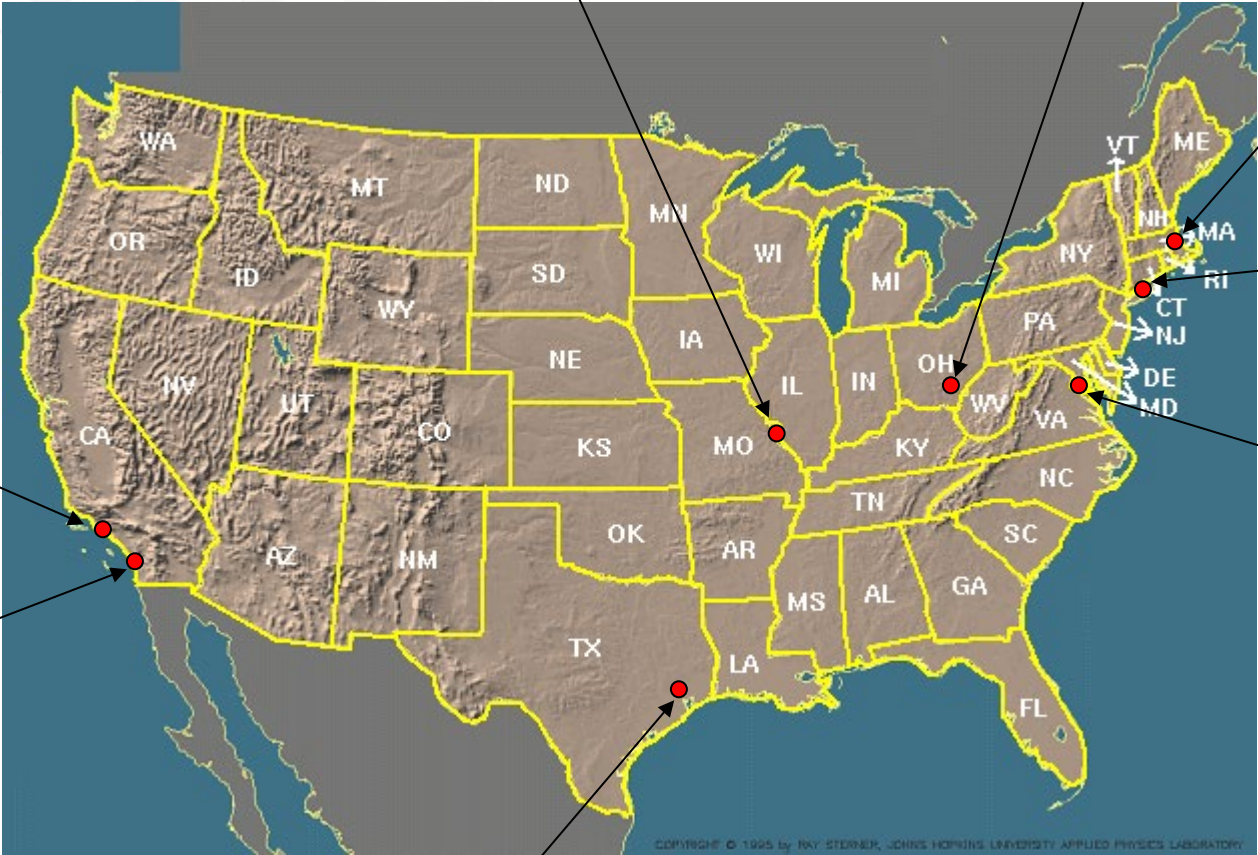 WA
MT
ND
MN
VT
ME
OR
ID
SD
WI
MI
NY
NH
MA
RI
WY
IA
PA
CT
NJ
NE
NV
UT
CO
IL
IN
OH
WV
VA
DE
MD
CA
KS
MO
KY
NC
TN
AZ
NM
OK
AR
SC
MS
AL
GA
TX
LA
FL
COPYRIGHT © 1995 by RAY STERNER, JOHNS HOPKINS UNIVERSITY APPLIED PHYSICS LABORATORY